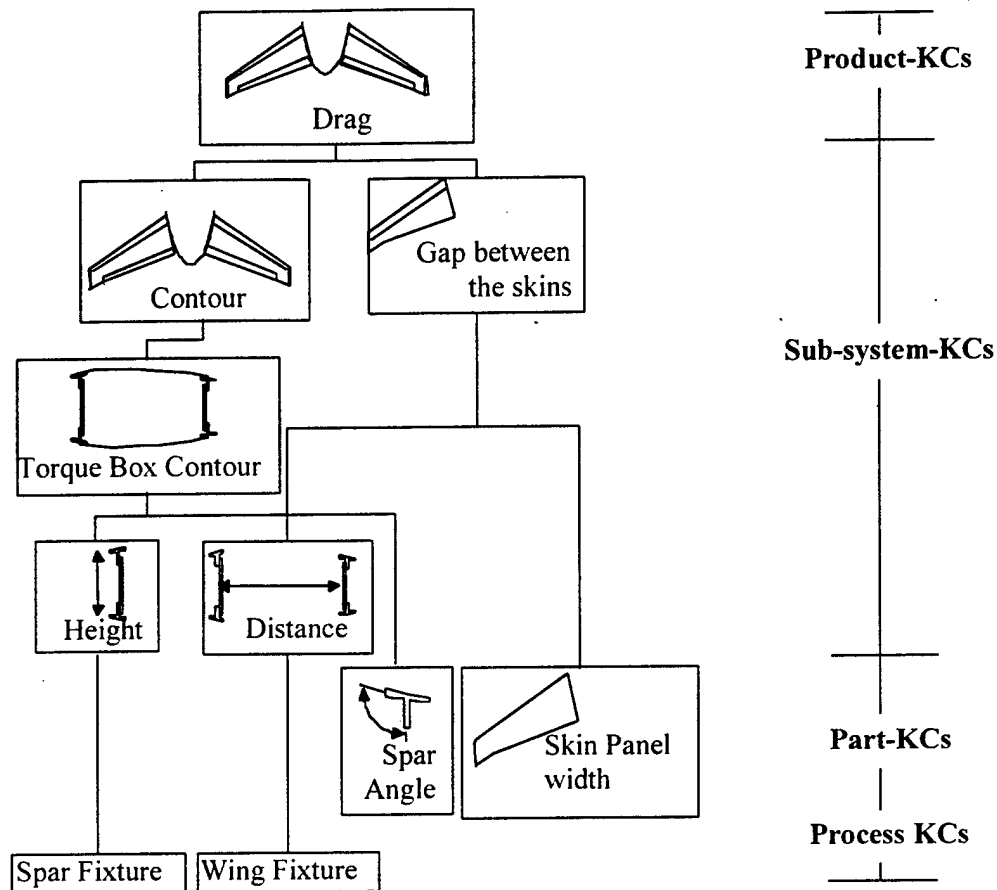 Product-KCs
Drag
Contour
Gap between
the skins
Sub-system-KCs
Torque Box Contour
Height
Distance
Spar
Angle
Skin Panel
width
Part-KCs
Process KCs
Spar Fixture
Wing Fixture